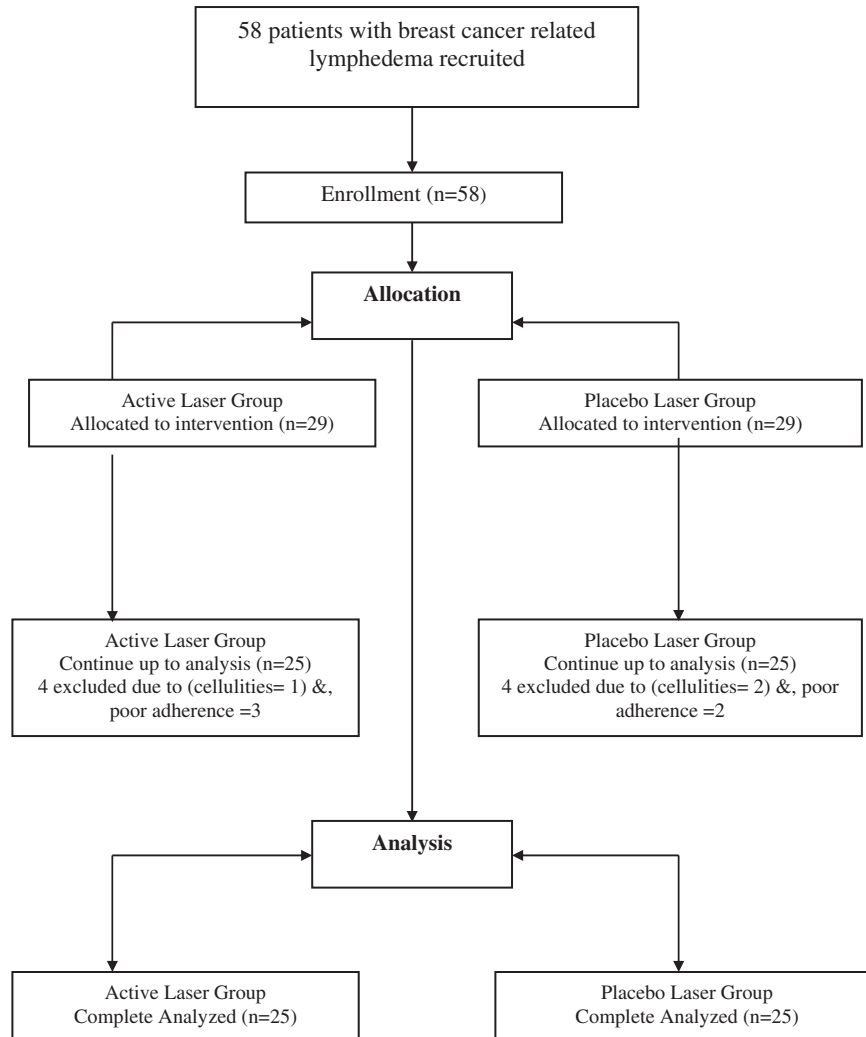 58 patients with breast cancer related
lymphedema recruited
Enrollment (n=58)
Allocation
Active Laser Group
Allocated to intervention (n=29)
Placebo Laser Group
Allocated to intervention (n=29)
Active Laser Group
Continue up to analysis (n=25)
4 excluded due to (cellulities= 1) &, 
poor adherence =3
Placebo Laser Group
Continue up to analysis (n=25)
4 excluded due to (cellulities= 2) &, poor
adherence =2
Analysis
Active Laser Group
Complete Analyzed (n=25)
Placebo Laser Group
Complete Analyzed (n=25)